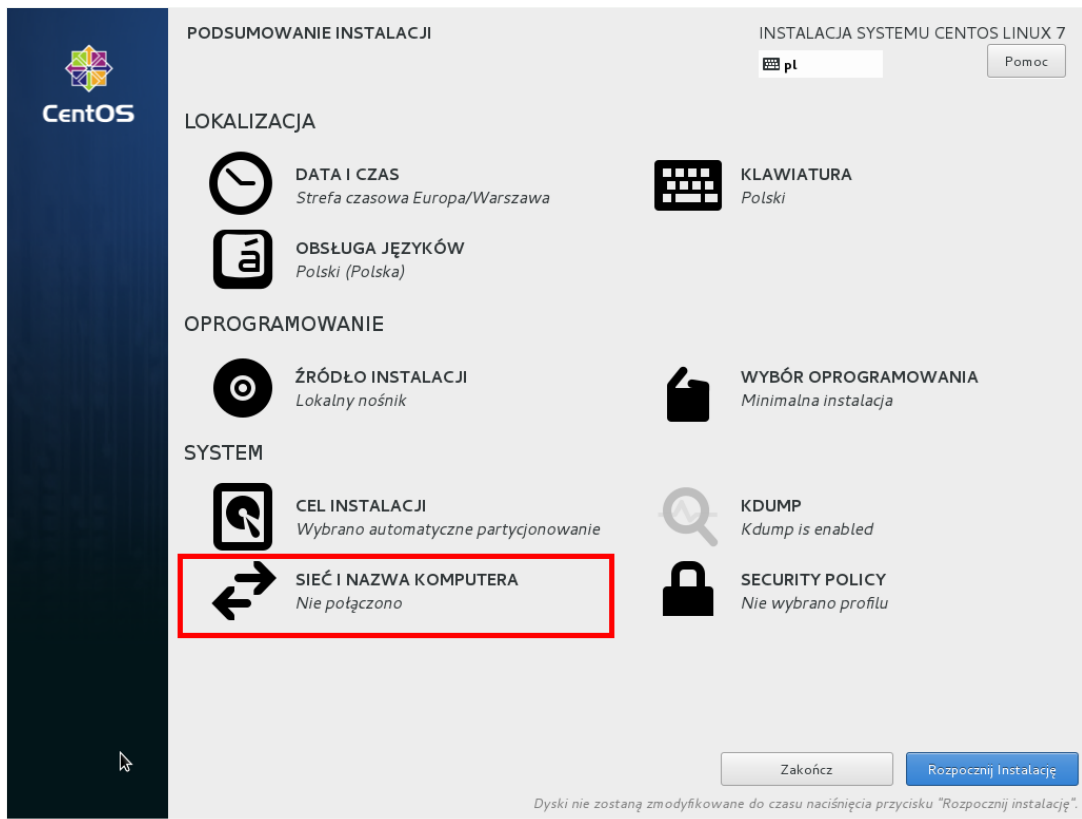 PODSUMOWANIE INSTALACJI
INSTALACJA SYSTEMU CENTOS LINUX 7
pl
Pomoc
CentOS
LOKALIZACJA
DATA I CZAS
Strefa czasowa Europa/Warszawa
KLAWIATURA
Polski
á
OBSŁUGA JĘZYKÓW
Polski (Polska)
OPROGRAMOWANIE
ŹRÓDŁO INSTALACJI
Lokalny nośnik
WYBÓR OPROGRAMOWANIA
Minimalna instalacja
SYSTEM
CEL INSTALACJI
Wybrano automatyczne partycjonowanie
KDUMP
Kdump is enabled
SIEĆ I NAZWA KOMPUTERA
Nie połączono
SECURITY POLICY
Nie wybrano profilu
Zakończ
Rozpocznij Instalację
Dyski nie zostaną zmodyfikowane do czasu naciśnięcia przycisku "Rozpocznij instalację".